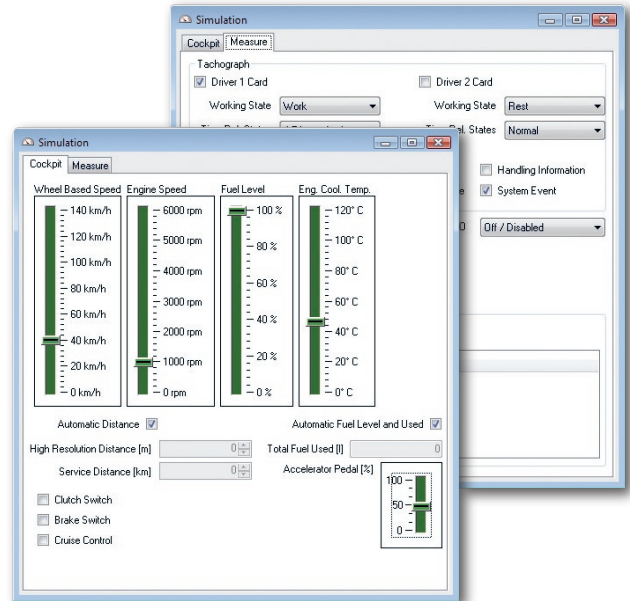 Simulation
Cockpit Measure
Tachograph
Driver 1 Card Driver 2 Card
Working State Work Working State Rest
Rel. States Normal
Handling Information
System Event
Off / Disabled
Simulation
Cockpit Measure
Wheel Based Speed Engine Speed Fuel Level Eng. Cool. Temp.
140 km/h 6000 rpm 100 % 120° C
120 km/h 5000 rpm 80 % 100° C
100 km/h 4000 rpm 60 % 80° C
80 km/h 3000 rpm 40 % 60° C
60 km/h 2000 rpm 20 % 40° C
40 km/h 1000 rpm 0 % 20° C
20 km/h 0 rpm 0° C
0 km/h
Automatic Distance Automatic Fuel Level and Used
High Resolution Distance [m] 0 Total Fuel Used [l] 0
Service Distance [km] 0 Accelerator Pedal [%]
100
50
0
Clutch Switch
Brake Switch
Cruise Control